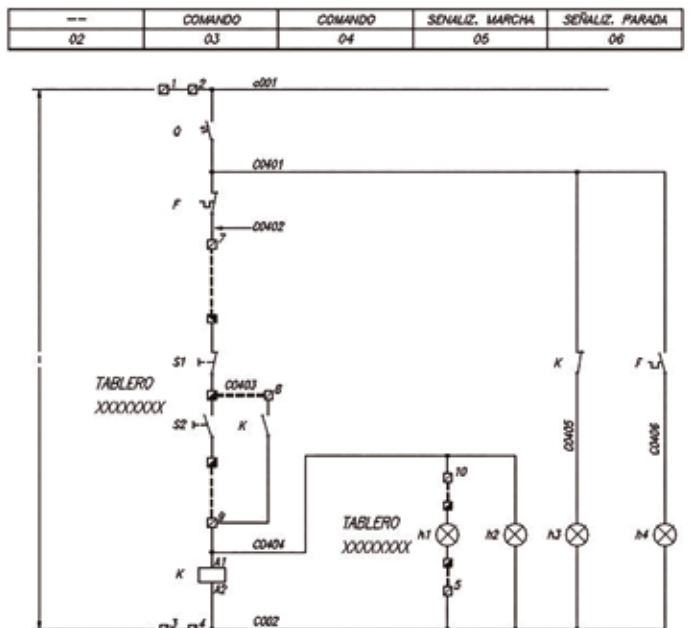 -- COMANDO COMANDO SENALIZ. MARCHA SEÑALIZ. PARADA
02 03 04 05 06
1 2 c001
Q
C0401
F
C0402
7
S1 K F
TABLERO C0403 8
XXXXXXXX
S2 K
C0405 C0406
10
9 TABLERO h1 h2 h3 h4
C0404 XXXXXXXX
A1
K
A2 5
3 4 C002